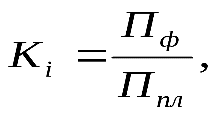 K_i = П_ф / П_пл ,